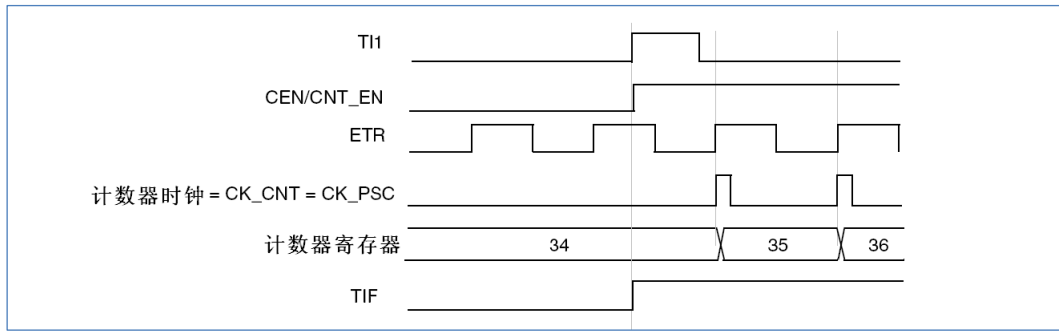 TI1
CEN/CNT_EN
ETR
计数器时钟 = CK_CNT = CK_PSC
计数器寄存器 34 35 36
TIF